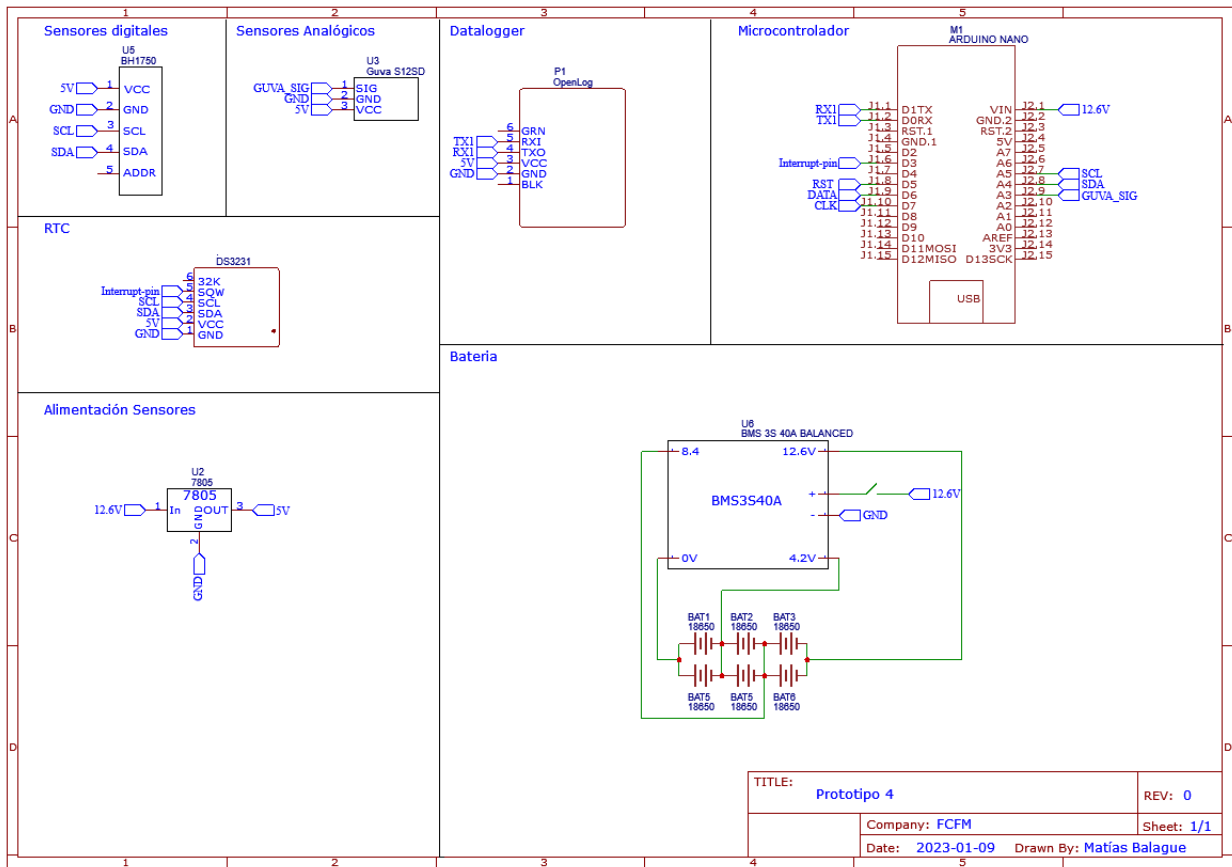 1 2 3 4 5
A
B
C
D
A
B
C
D
1 2 3 4 5
Sensores digitales
U5
BH1750
5V 1 VCC
GND 2 GND
SCL 3 SCL
SDA 4 SDA
5 ADDR
Sensores Analógicos
U3
Guva S12SD
GUVA_SIG 1 SIG
GND 2 GND
5V 3 VCC
Datalogger
P1
OpenLog
6 GRN
TX1 5 RXI
RX1 4 TXO
5V 3 VCC
GND 2 GND
1 BLK
Microcontrolador
M1
ARDUINO NANO
RX1 J1.1 D1TX VIN J2.1 12.6V
TX1 J1.2 D0RX GND.2 J2.2
J1.3 RST.1 RST.2 J2.3
J1.4 GND.1 5V J2.4
J1.5 D2 A7 J2.5
Interrupt-pin J1.6 D3 A6 J2.6
J1.7 D4 A5 J2.7 SCL
RST J1.8 D5 A4 J2.8 SDA
DATA J1.9 D6 A3 J2.9 GUVA_SIG
CLK J1.10 D7 A2 J2.10
J1.11 D8 A1 J2.11
J1.12 D9 A0 J2.12
J1.13 D10 AREF J2.13
J1.14 D11MOSI 3V3 J2.14
J1.15 D12MISO D13SCK J2.15
USB
RTC
DS3231
6 32K
Interrupt-pin 5 SQW
SCL 4 SCL
SDA 3 SDA
5V 2 VCC
GND 1 GND
Alimentación Sensores
U2
7805
7805
12.6V 1 In OUT 3 5V
GND
2
GND
Bateria
U6
BMS 3S 40A BALANCED
8.4 12.6V
BMS3S40A
+ 12.6V
- GND
0V 4.2V
BAT1 BAT2 BAT3
18650 18650 18650
BAT5 BAT5 BAT6
18650 18650 18650
TITLE:
Prototipo 4
REV: 0
Company: FCFM
Sheet: 1/1
Date: 2023-01-09 Drawn By: Matías Balague